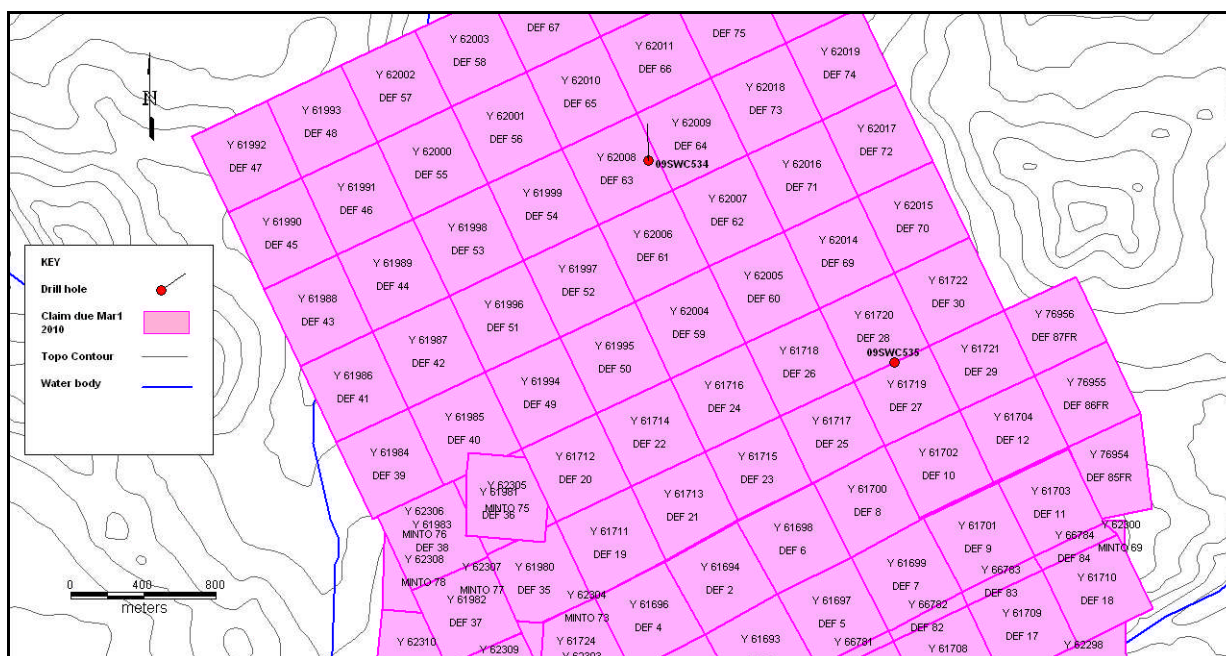 DEF 67
Y 62003
DEF 58
DEF 75
Y 62011
DEF 66
Y 62019
DEF 74
Y 62002
DEF 57
Y 62010
DEF 65
Y 62018
DEF 73
Y 61993
DEF 48
Y 62001
DEF 56
Y 62009
DEF 64
Y 62017
DEF 72
Y 61992
DEF 47
Y 62000
DEF 55
Y 62008
DEF 63
09SWC534
Y 62016
DEF 71
N
Y 61991
DEF 46
Y 61999
DEF 54
Y 62007
DEF 62
Y 62015
DEF 70
Y 61990
DEF 45
Y 61998
DEF 53
Y 62006
DEF 61
Y 62014
DEF 69
Y 61989
DEF 44
Y 61997
DEF 52
Y 62005
DEF 60
Y 61722
DEF 30
KEY
Drill hole
Claim due Mar1
2010
Topo Contour
Water body
Y 61988
DEF 43
Y 61996
DEF 51
Y 62004
DEF 59
Y 61720
DEF 28
09SWC535
Y 76956
DEF 87FR
Y 61987
DEF 42
Y 61995
DEF 50
Y 61718
DEF 26
Y 61721
DEF 29
Y 61986
DEF 41
Y 61994
DEF 49
Y 61716
DEF 24
Y 61719
DEF 27
Y 76955
DEF 86FR
Y 61985
DEF 40
Y 61714
DEF 22
Y 61717
DEF 25
Y 61704
DEF 12
Y 61984
DEF 39
Y 61712
DEF 20
Y 61715
DEF 23
Y 61702
DEF 10
Y 76954
DEF 85FR
Y 62305
Y 61981
MINTO 75
DEF 36
Y 61713
DEF 21
Y 61700
DEF 8
Y 61703
DEF 11
Y 62306
Y 61983
MINTO 76
DEF 38
Y 62308
MINTO 78
Y 61711
DEF 19
Y 61698
DEF 6
Y 61701
DEF 9
Y 66784
DEF 84
Y 62300
MINTO 69
Y 62307
MINTO 77
Y 61980
DEF 35
Y 61694
DEF 2
Y 61699
DEF 7
Y 66783
DEF 83
Y 61710
DEF 18
0 400 800
meters
Y 61982
DEF 37
Y 62304
MINTO 73
Y 61696
DEF 4
Y 61697
DEF 5
Y 66782
DEF 82
Y 61709
DEF 17
Y 62310
Y 62309
Y 61724
Y 61693
Y 66781
Y 61708
Y 62298